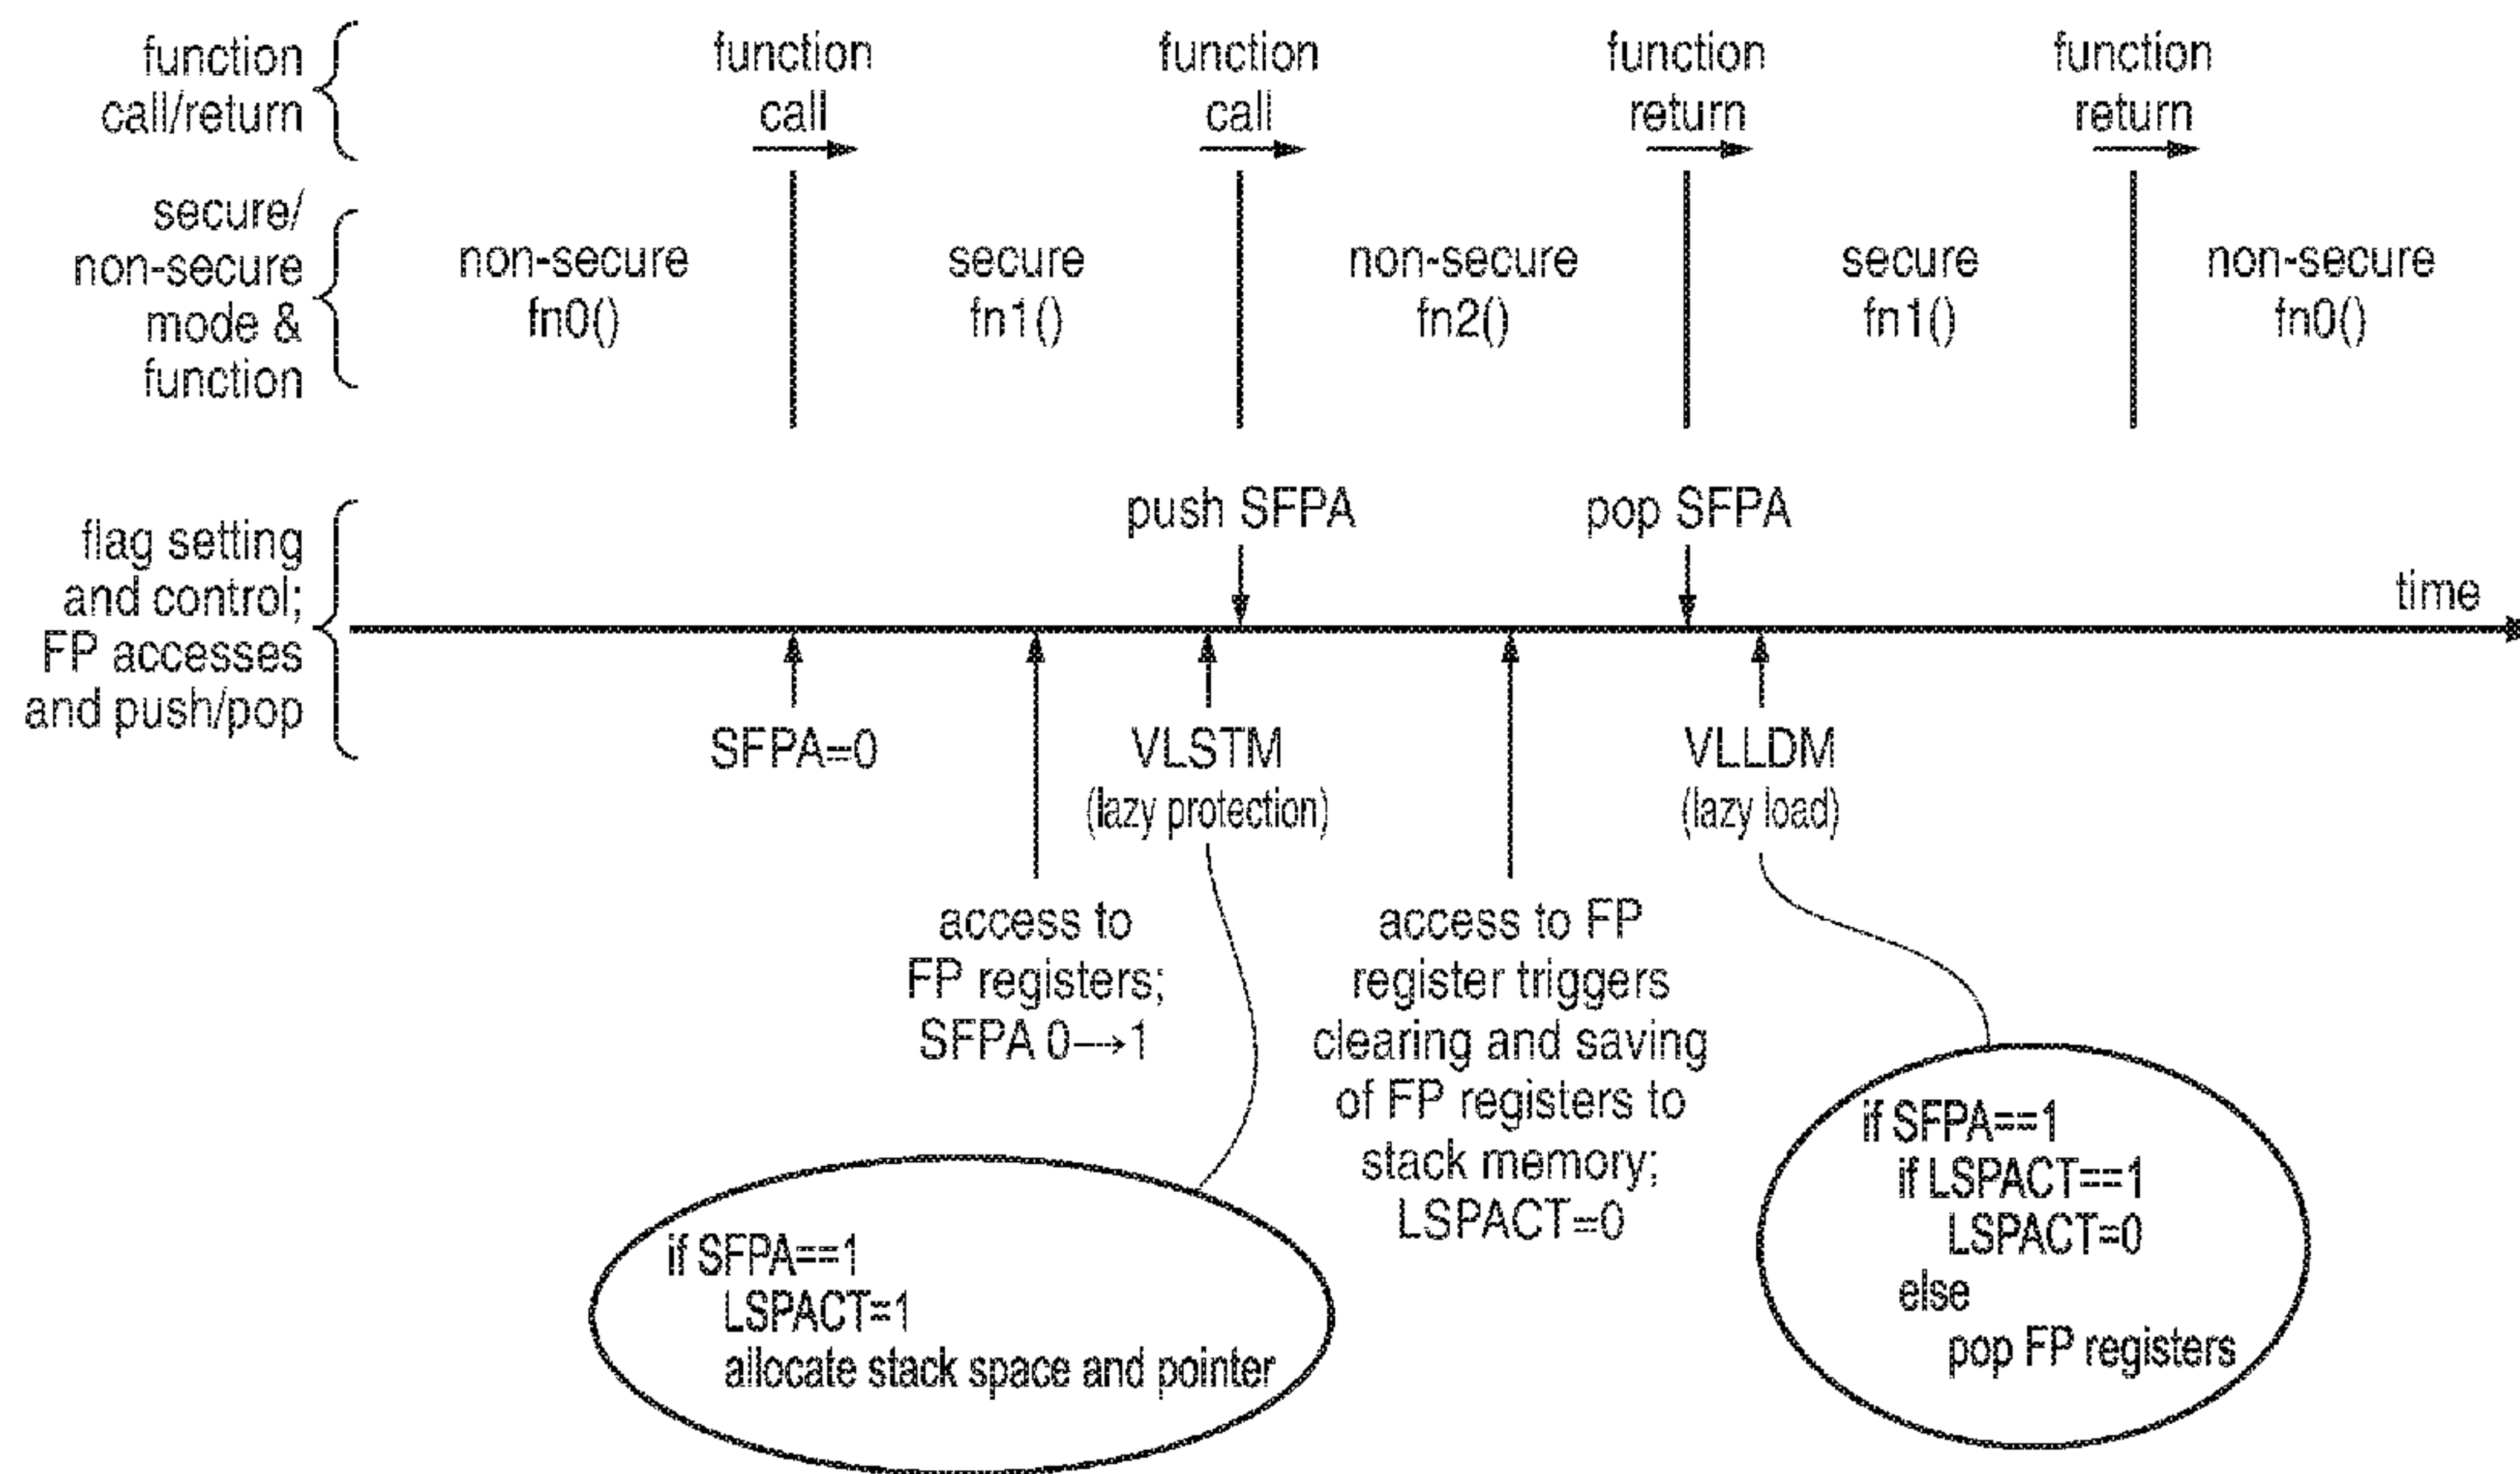 function
call/return
function
call
function
call
function
return
function
return
secure/
non-secure
mode &
function
non-secure
fn0()
secure
fn1()
non-secure
fn2()
secure
fn1()
non-secure
fn0()
flag setting
and control;
FP accesses
and push/pop
push SFPA
pop SFPA
time
SFPA=0
VLSTM
(lazy protection)
VLLDM
(lazy load)
access to
FP registers;
SFPA 0→1
access to FP
register triggers
clearing and saving
of FP registers to
stack memory;
LSPACT=0
if SFPA==1
LSPACT=1
allocate stack space and pointer
if SFPA==1
if LSPACT==1
LSPACT=0
else
pop FP registers